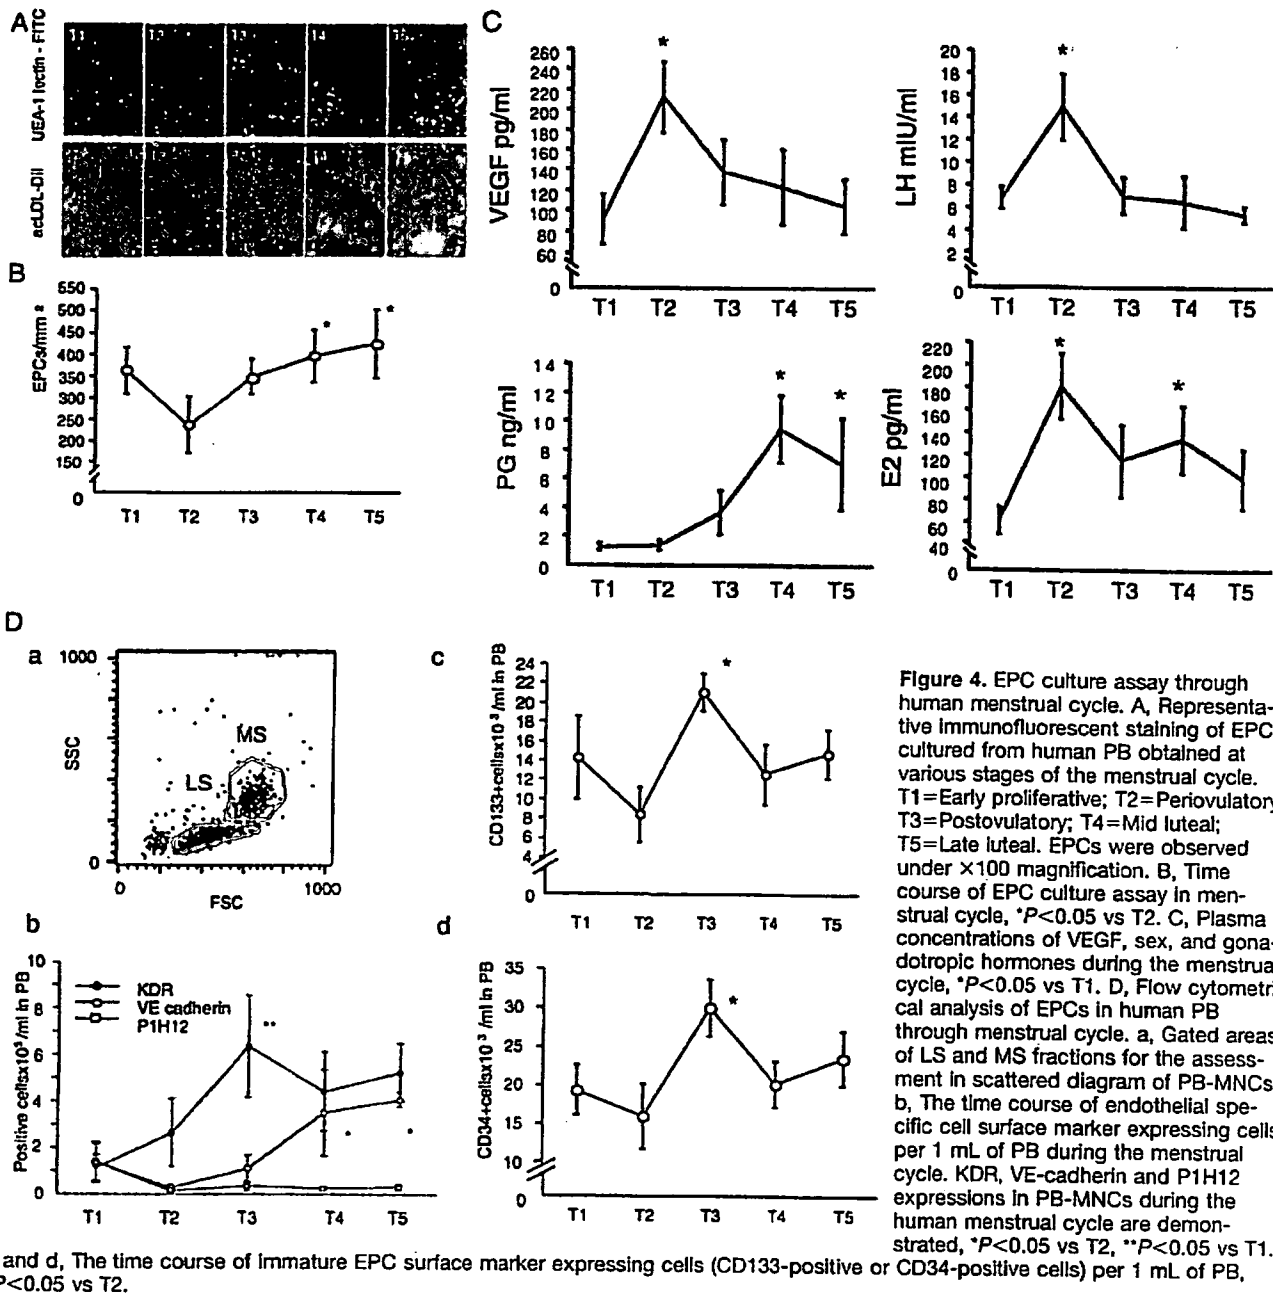 A
UEA-1 lectin - FITC
T1 T2 T3 T4 T5
acLDL-DiI
B
EPCs/mm 2
550
500
450
400
350
300
250
200
150
0
T1 T2 T3 T4 T5
* *
C
VEGF pg/ml
260
240
220
200
180
160
140
120
100
80
60
0
*
T1 T2 T3 T4 T5
LH mIU/ml
20
18
16
14
12
10
8
6
4
2
0
*
T1 T2 T3 T4 T5
PG ng/ml
14
12
10
8
6
4
2
0
* *
T1 T2 T3 T4 T5
E2 pg/ml
220
200
180
160
140
120
100
80
60
40
0
* *
T1 T2 T3 T4 T5
D
a
SSC
1000
0
MS
LS
0 1000
FSC
b
Positive cellsx10³ /ml in PB
10
8
6
4
2
0
KDR
VE cadherin
P1H12
**
* *
T1 T2 T3 T4 T5
c
CD133+cellsx10³ /ml in PB
24
22
20
18
16
14
12
10
8
6
4
0
*
T1 T2 T3 T4 T5
d
CD34+cellsx10³ /ml in PB
35
30
25
20
15
10
0
*
T1 T2 T3 T4 T5
Figure 4. EPC culture assay through
human menstrual cycle. A, Representa-
tive immunofluorescent staining of EPC
cultured from human PB obtained at
various stages of the menstrual cycle.
T1=Early proliferative; T2=Periovulatory
T3=Postovulatory; T4=Mid luteal;
T5=Late luteal. EPCs were observed
under ×100 magnification. B, Time
course of EPC culture assay in men-
strual cycle, *P<0.05 vs T2. C, Plasma
concentrations of VEGF, sex, and gona-
dotropic hormones during the menstrua
cycle, *P<0.05 vs T1. D, Flow cytometri
cal analysis of EPCs in human PB
through menstrual cycle. a, Gated areas
of LS and MS fractions for the assess-
ment in scattered diagram of PB-MNCs
b, The time course of endothelial spe-
cific cell surface marker expressing cells
per 1 mL of PB during the menstrual
cycle. KDR, VE-cadherin and P1H12
expressions in PB-MNCs during the
human menstrual cycle are demon-
strated, *P<0.05 vs T2, **P<0.05 vs T1.
and d, The time course of immature EPC surface marker expressing cells (CD133-positive or CD34-positive cells) per 1 mL of PB,
P<0.05 vs T2.